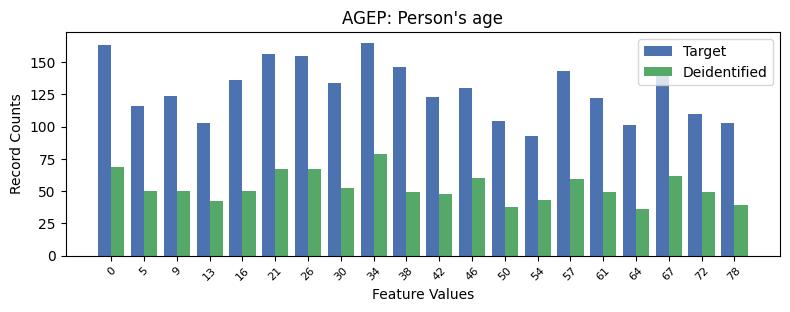 AGEP: Person's age
Record Counts
150
125
100
75
50
25
0
Target
Deidentified
0 5 9 13 16 21 26 30 34 38 42 46 50 54 57 61 64 67 72 78
Feature Values